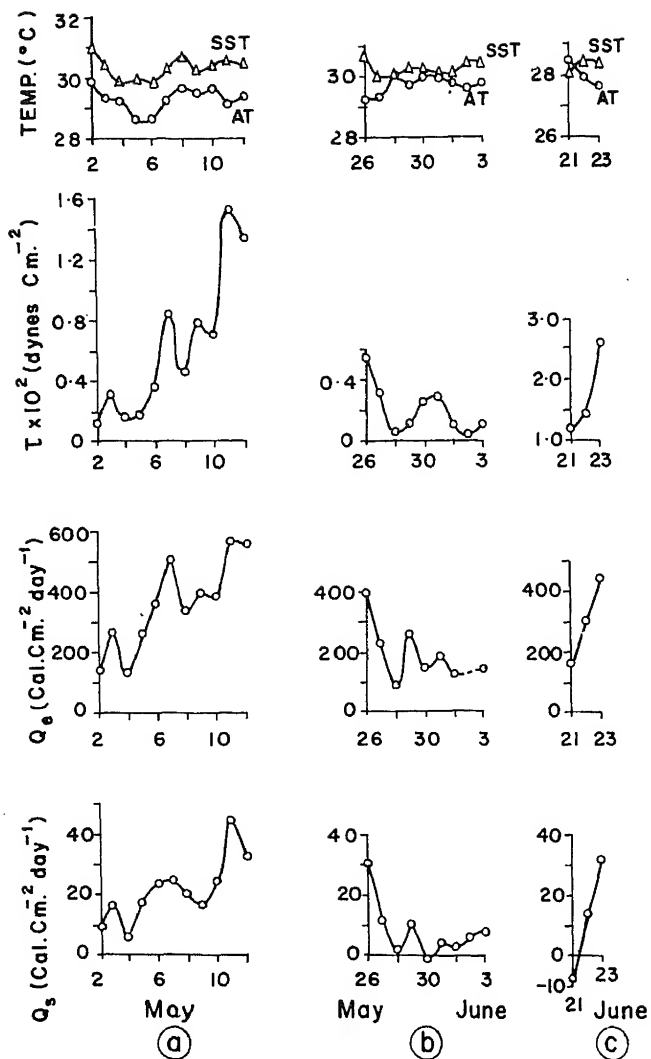 32
30
28
TEMP. (°C)
SST
AT
2 6 10
30
28
SST
AT
26 30 3
28
26
SST
AT
21 23
1·6
1·2
0·8
0·4
0
τ x 10² (dynes Cm.⁻²)
2 6 10
0·4
0
26 30 3
3·0
2·0
1·0
21 23
600
400
200
0
Qe (Cal.Cm.⁻² day⁻¹)
2 6 10
400
200
0
26 30 3
400
200
0
21 23
40
20
0
Qs (Cal.Cm.⁻² day⁻¹)
2 6 10
May
a
40
20
0
26 30 3
May June
b
40
20
0
-10
21 23
June
c